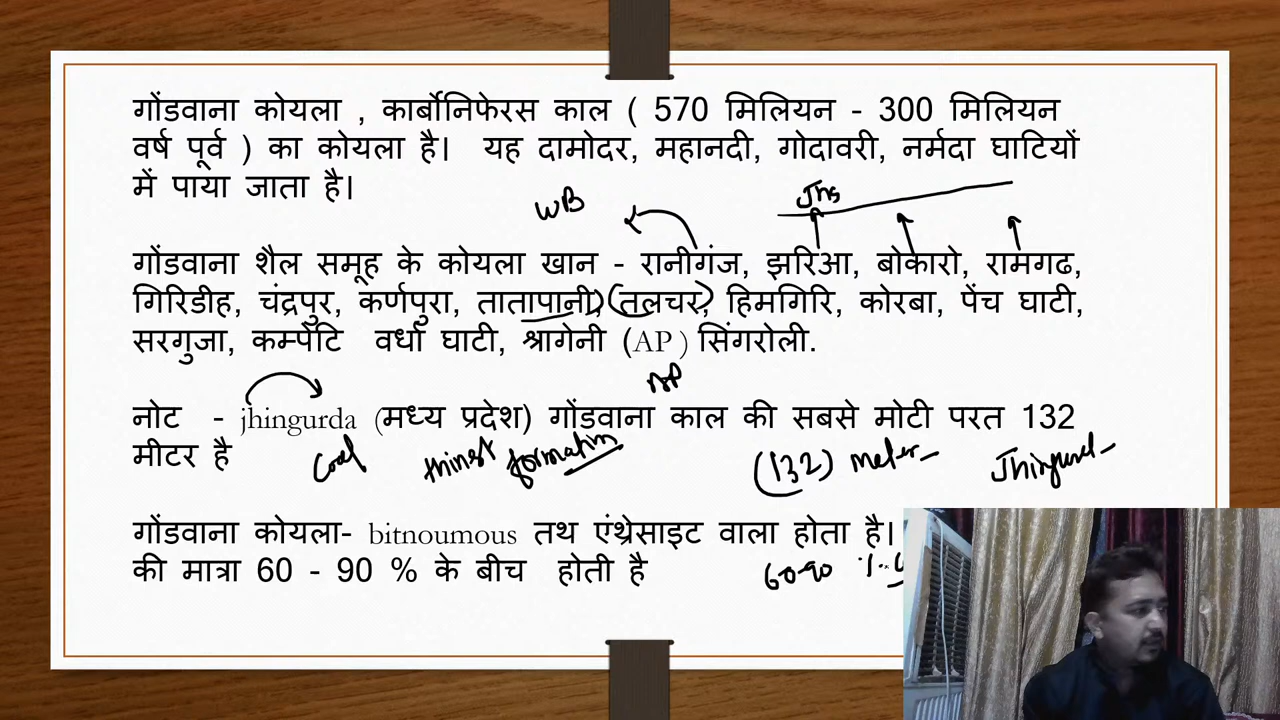 गोंडवाना कोयला , कार्बोनिफेरस काल ( 570 मिलियन - 300 मिलियन
वर्ष पूर्व ) का कोयला है। यह दामोदर, महानदी, गोदावरी, नर्मदा घाटियों
में पाया जाता है।
WB
Jhs
गोंडवाना शैल समूह के कोयला खान - रानीगंज, झरिआ, बोकारो, रामगढ,
गिरिडीह, चंद्रपुर, कर्णपुरा, तातापानी, तलचर, हिमगिरि, कोरबा, पेंच घाटी,
सरगुजा, कम्पेटि वर्धा घाटी, श्रागेनी (AP ) सिंगरोली.
नोट - jhingurda (मध्य प्रदेश) गोंडवाना काल की सबसे मोटी परत 132
मीटर है
Coal formation (132) meter
गोंडवाना कोयला- bitnoumous तथ एंथ्रेसाइट वाला होता है।
की मात्रा 60 - 90 % के बीच होती है
60-90 %